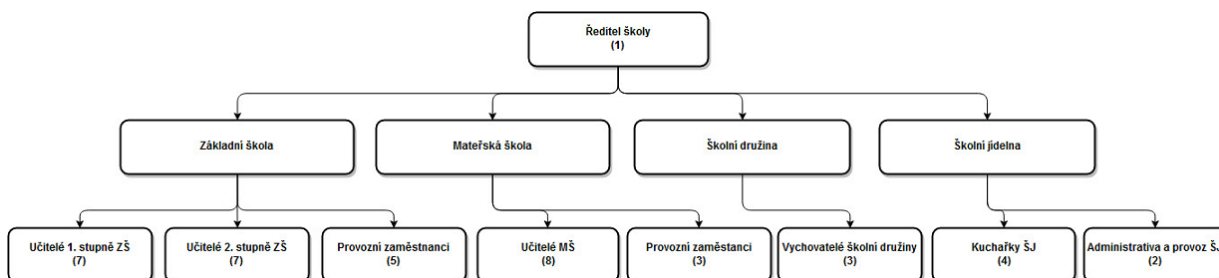 Ředitel školy
(1)
Základní škola
Mateřská škola
Školní družina
Školní jídelna
Učitelé 1. stupně ZŠ
(7)
Učitelé 2. stupně ZŠ
(7)
Provozní zaměstnanci
(5)
Učitelé MŠ
(8)
Provozní zaměstanci
(3)
Vychovatelé školní družiny
(3)
Kuchařky ŠJ
(4)
Administrativa a provoz ŠJ
(2)